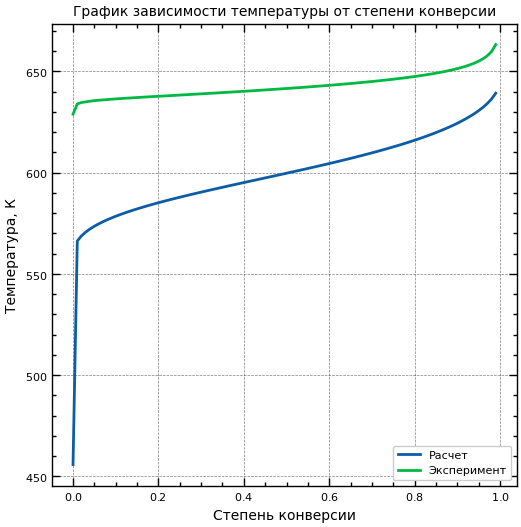 График зависимости температуры от степени конверсии
Температура, K
650
600
550
500
450
0.0 0.2 0.4 0.6 0.8 1.0
Расчет
Эксперимент
Степень конверсии